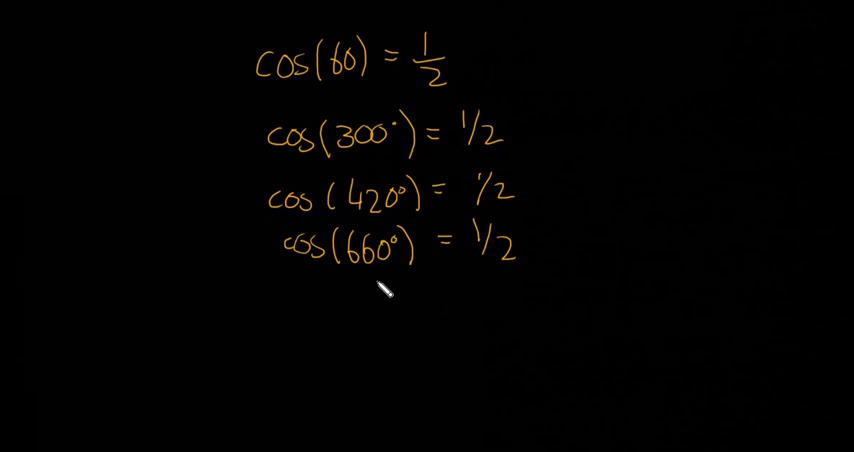 cos(60) = 1/2
cos(300°) = 1/2
cos(420°) = 1/2
cos(660°) = 1/2